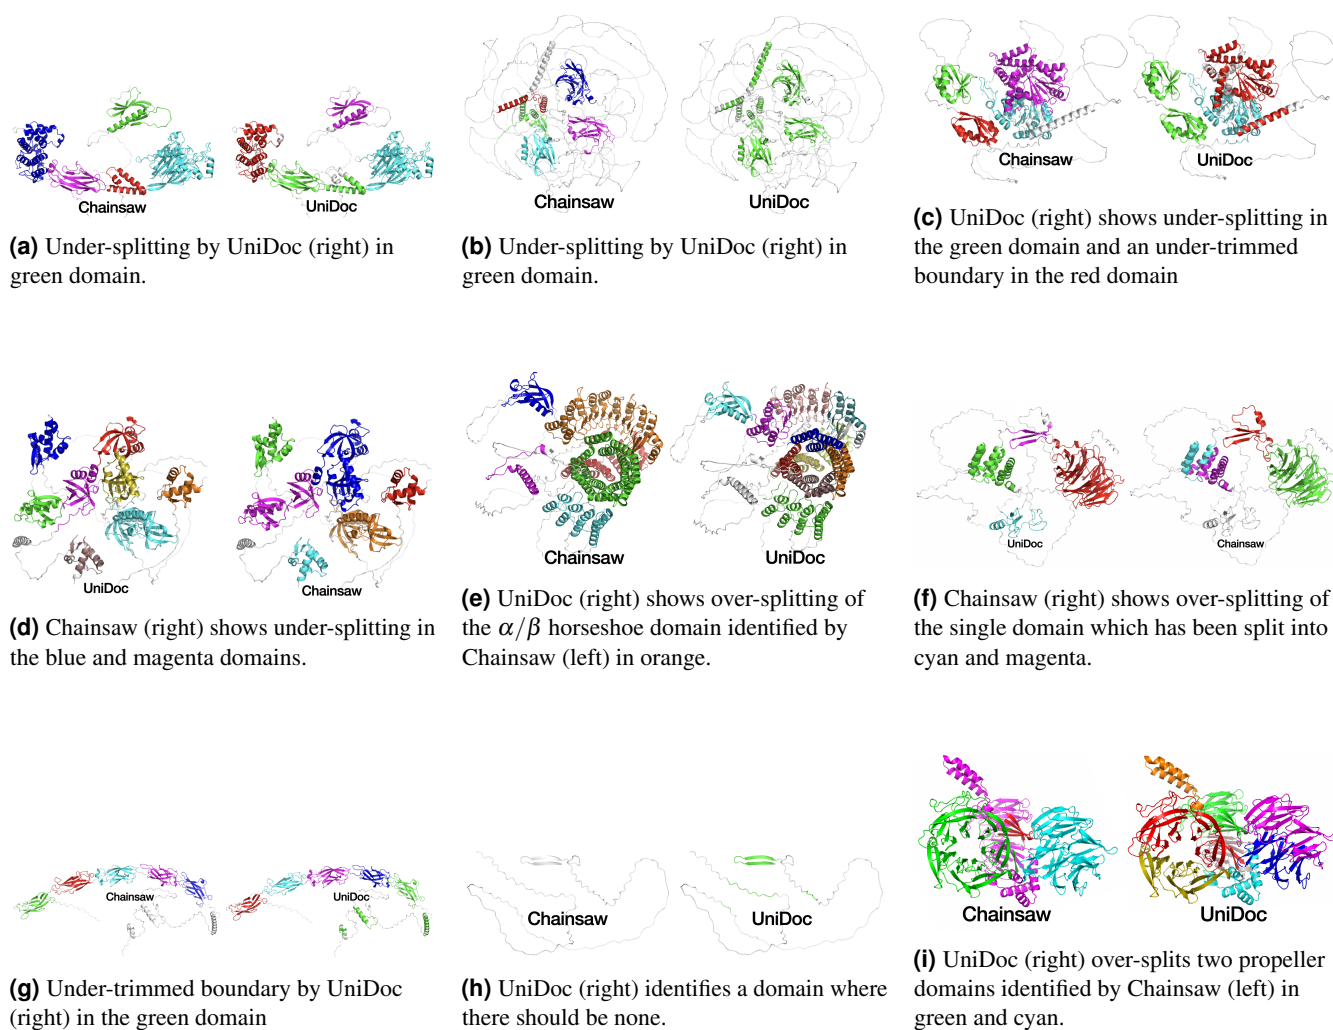 Chainsaw
UniDoc
(a) Under-splitting by UniDoc (right) in
green domain.
Chainsaw
UniDoc
(b) Under-splitting by UniDoc (right) in
green domain.
Chainsaw
UniDoc
(c) UniDoc (right) shows under-splitting in
the green domain and an under-trimmed
boundary in the red domain
UniDoc
Chainsaw
(d) Chainsaw (right) shows under-splitting in
the blue and magenta domains.
Chainsaw
UniDoc
(e) UniDoc (right) shows over-splitting of
the α/β horseshoe domain identified by
Chainsaw (left) in orange.
UniDoc
Chainsaw
(f) Chainsaw (right) shows over-splitting of
the single domain which has been split into
cyan and magenta.
Chainsaw
UniDoc
(g) Under-trimmed boundary by UniDoc
(right) in the green domain
Chainsaw
UniDoc
(h) UniDoc (right) identifies a domain where
there should be none.
Chainsaw
UniDoc
(i) UniDoc (right) over-splits two propeller
domains identified by Chainsaw (left) in
green and cyan.